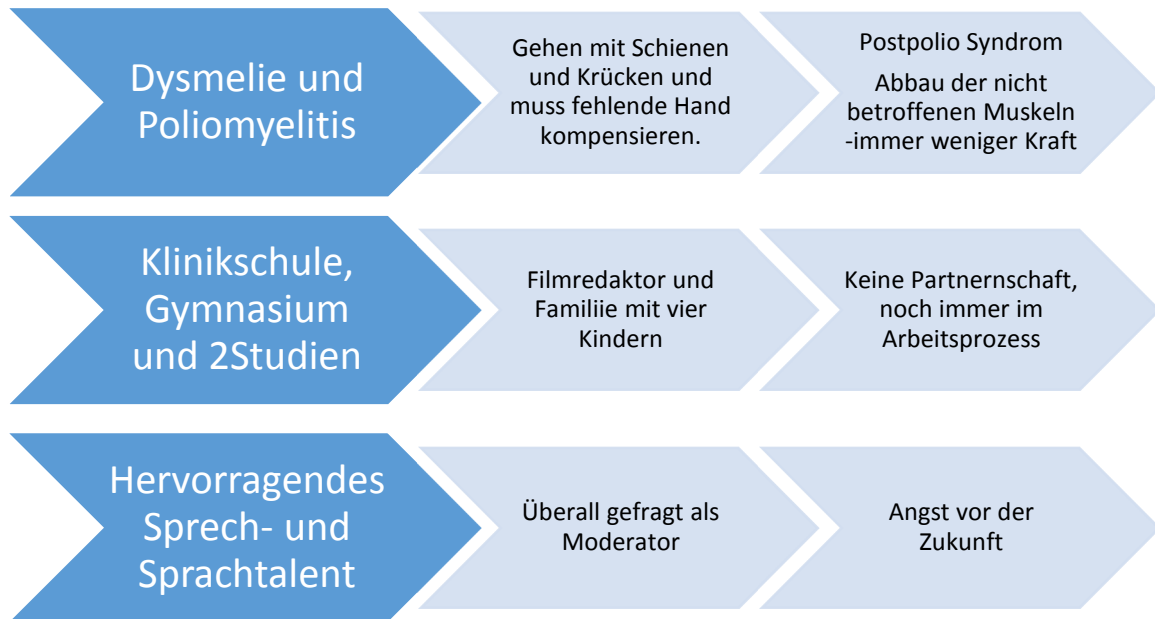 Dysmelie und
Poliomyelitis
Gehen mit Schienen
und Krücken und
muss fehlende Hand
kompensieren.
Postpolio Syndrom
Abbau der nicht
betroffenen Muskeln
-immer weniger Kraft
Klinikschule,
Gymnasium
und 2Studien
Filmredaktor und
Familiie mit vier
Kindern
Keine Partnernschaft,
noch immer im
Arbeitsprozess
Hervorragendes
Sprech- und
Sprachtalent
Überall gefragt als
Moderator
Angst vor der
Zukunft